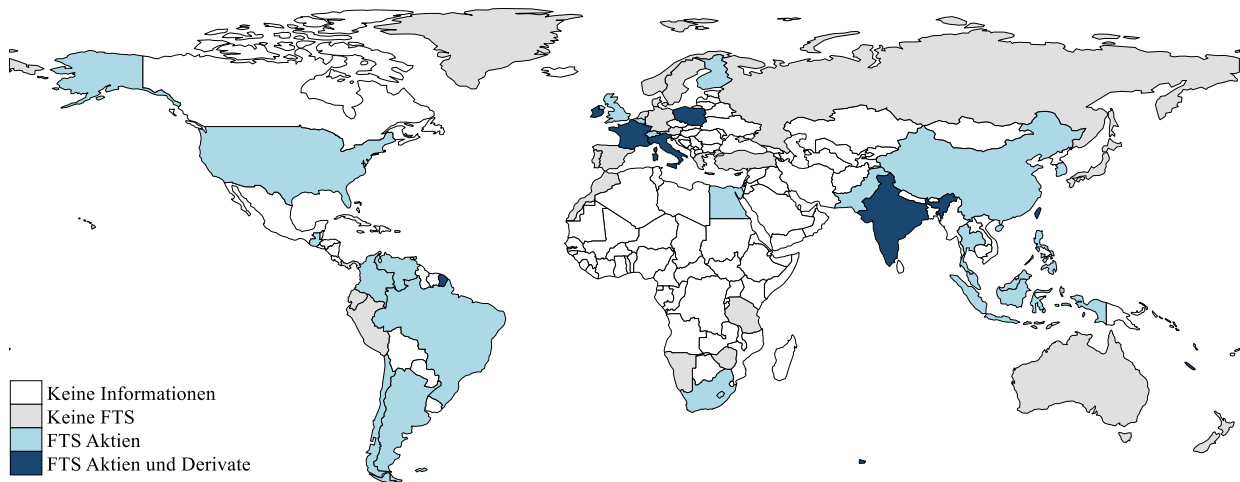 Keine Informationen
Keine FTS
FTS Aktien
FTS Aktien und Derivate